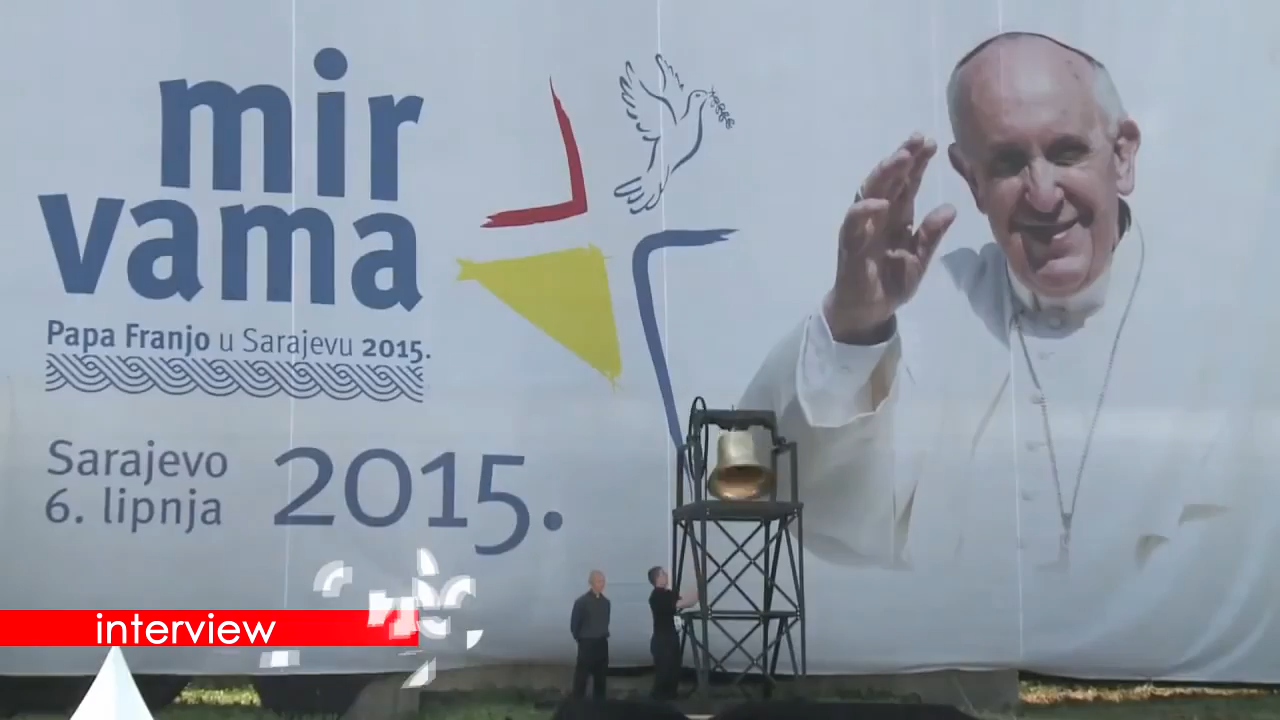 mir
vama
Papa Franjo u Sarajevu 2015.
Sarajevo
6. lipnja 2015.
interview